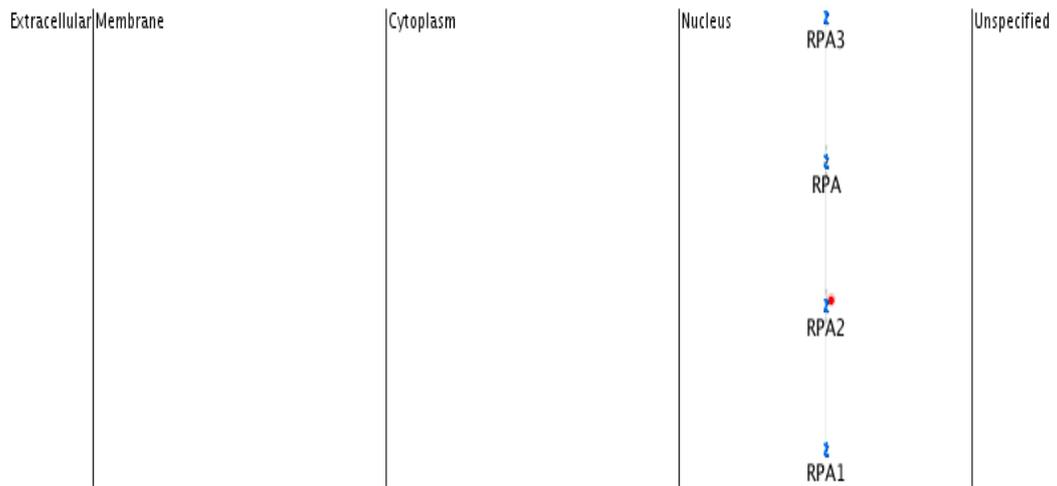 Extracellular Membrane Cytoplasm Nucleus Unspecified
RPA3
RPA
RPA2
RPA1